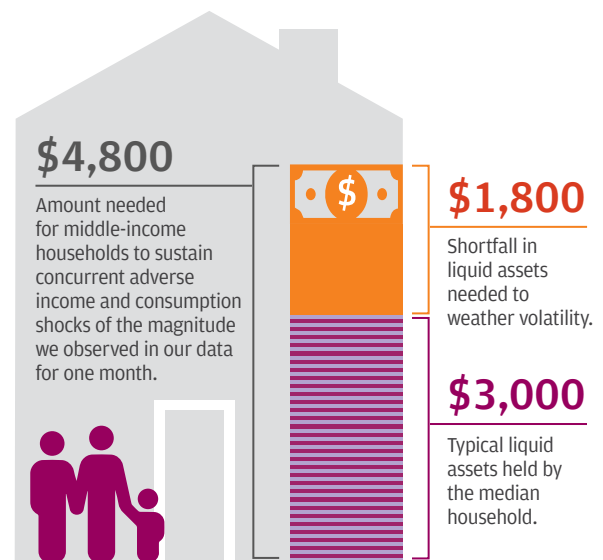 $4,800
Amount needed
for middle-income
households to sustain
concurrent adverse
income and consumption
shocks of the magnitude
we observed in our data
for one month.
$
$1,800
Shortfall in
liquid assets
needed to
weather volatility.
$3,000
Typical liquid
assets held by
the median
household.